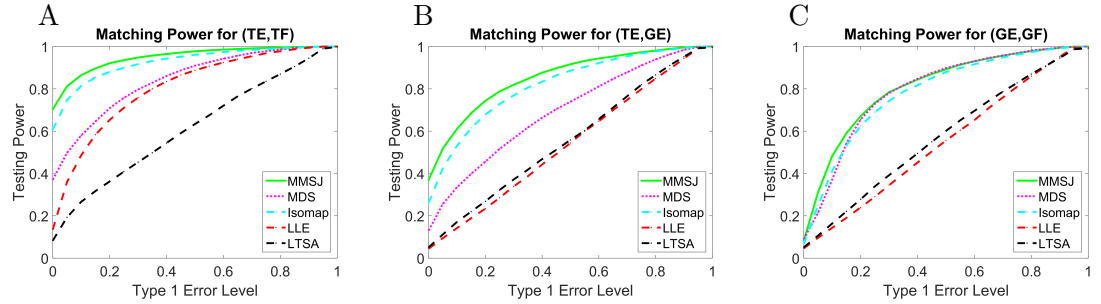 A
Matching Power for (TE,TF)
Testing Power
1
0.8
0.6
0.4
0.2
0
0 0.2 0.4 0.6 0.8 1
Type 1 Error Level
MMSJ
MDS
Isomap
LLE
LTSA
B
Matching Power for (TE,GE)
Testing Power
1
0.8
0.6
0.4
0.2
0
0 0.2 0.4 0.6 0.8 1
Type 1 Error Level
MMSJ
MDS
Isomap
LLE
LTSA
C
Matching Power for (GE,GF)
Testing Power
1
0.8
0.6
0.4
0.2
0
0 0.2 0.4 0.6 0.8 1
Type 1 Error Level
MMSJ
MDS
Isomap
LLE
LTSA